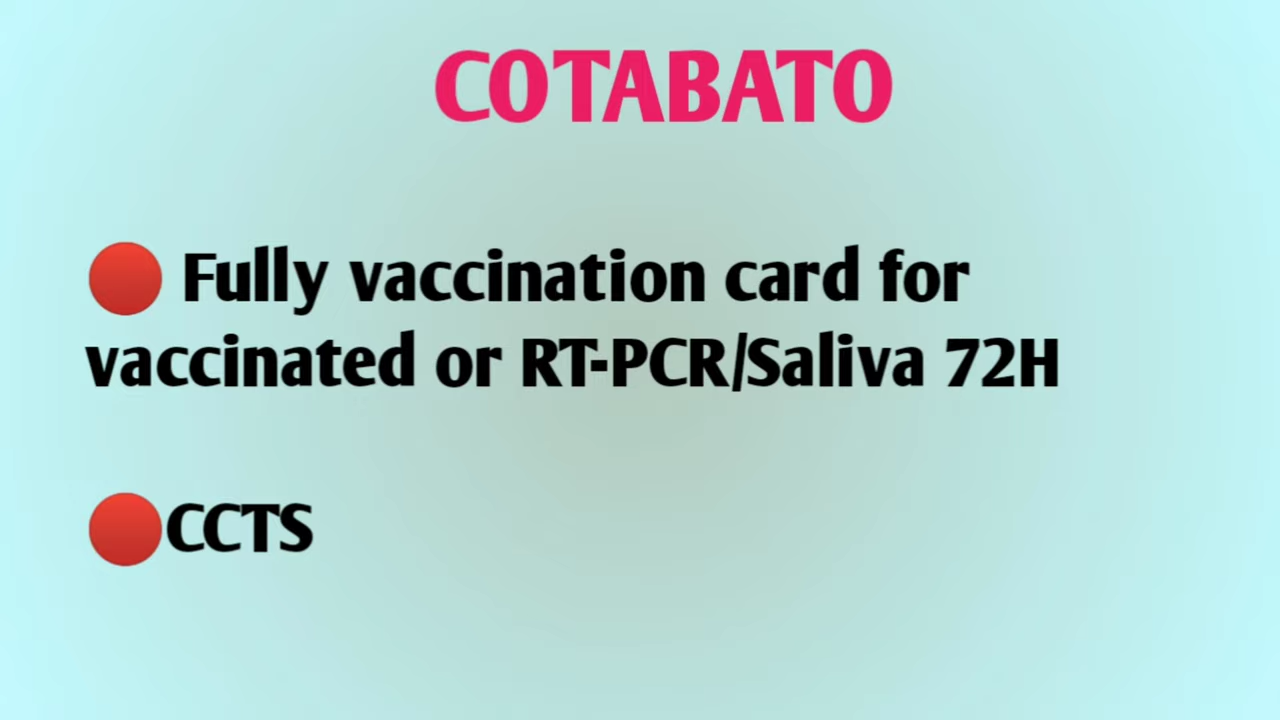 COTABATO
🔴 Fully vaccination card for
vaccinated or RT-PCR/Saliva 72H
🔴CCTS